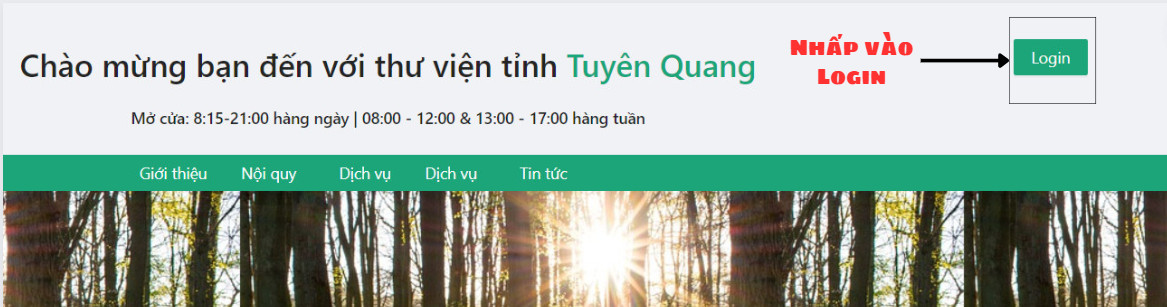 Chào mừng bạn đến với thư viện tỉnh Tuyên Quang
Nhấp vào
Login
Login
Mở cửa: 8:15-21:00 hàng ngày | 08:00 - 12:00 & 13:00 - 17:00 hàng tuần
Giới thiệu Nội quy Dịch vụ Dịch vụ Tin tức